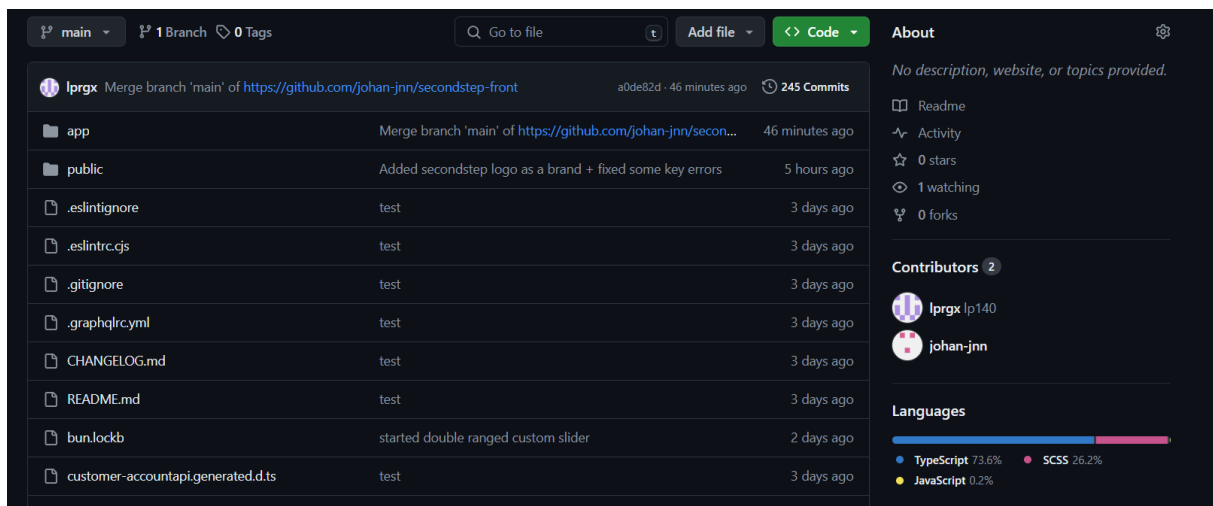 main 1 Branch 0 Tags Go to file t Add file Code
lprgx Merge branch 'main' of https://github.com/johan-jnn/secondstep-front a0de82d · 46 minutes ago 245 Commits
app Merge branch 'main' of https://github.com/johan-jnn/secon... 46 minutes ago
public Added secondstep logo as a brand + fixed some key errors 5 hours ago
.eslintignore test 3 days ago
.eslintrc.cjs test 3 days ago
.gitignore test 3 days ago
.graphqlrc.yml test 3 days ago
CHANGELOG.md test 3 days ago
README.md test 3 days ago
bun.lockb started double ranged custom slider 2 days ago
customer-accountapi.generated.d.ts test 3 days ago
About
No description, website, or topics provided.
Readme
Activity
0 stars
1 watching
0 forks
Contributors 2
lprgx lp140
johan-jnn
Languages
TypeScript 73.6% SCSS 26.2%
JavaScript 0.2%